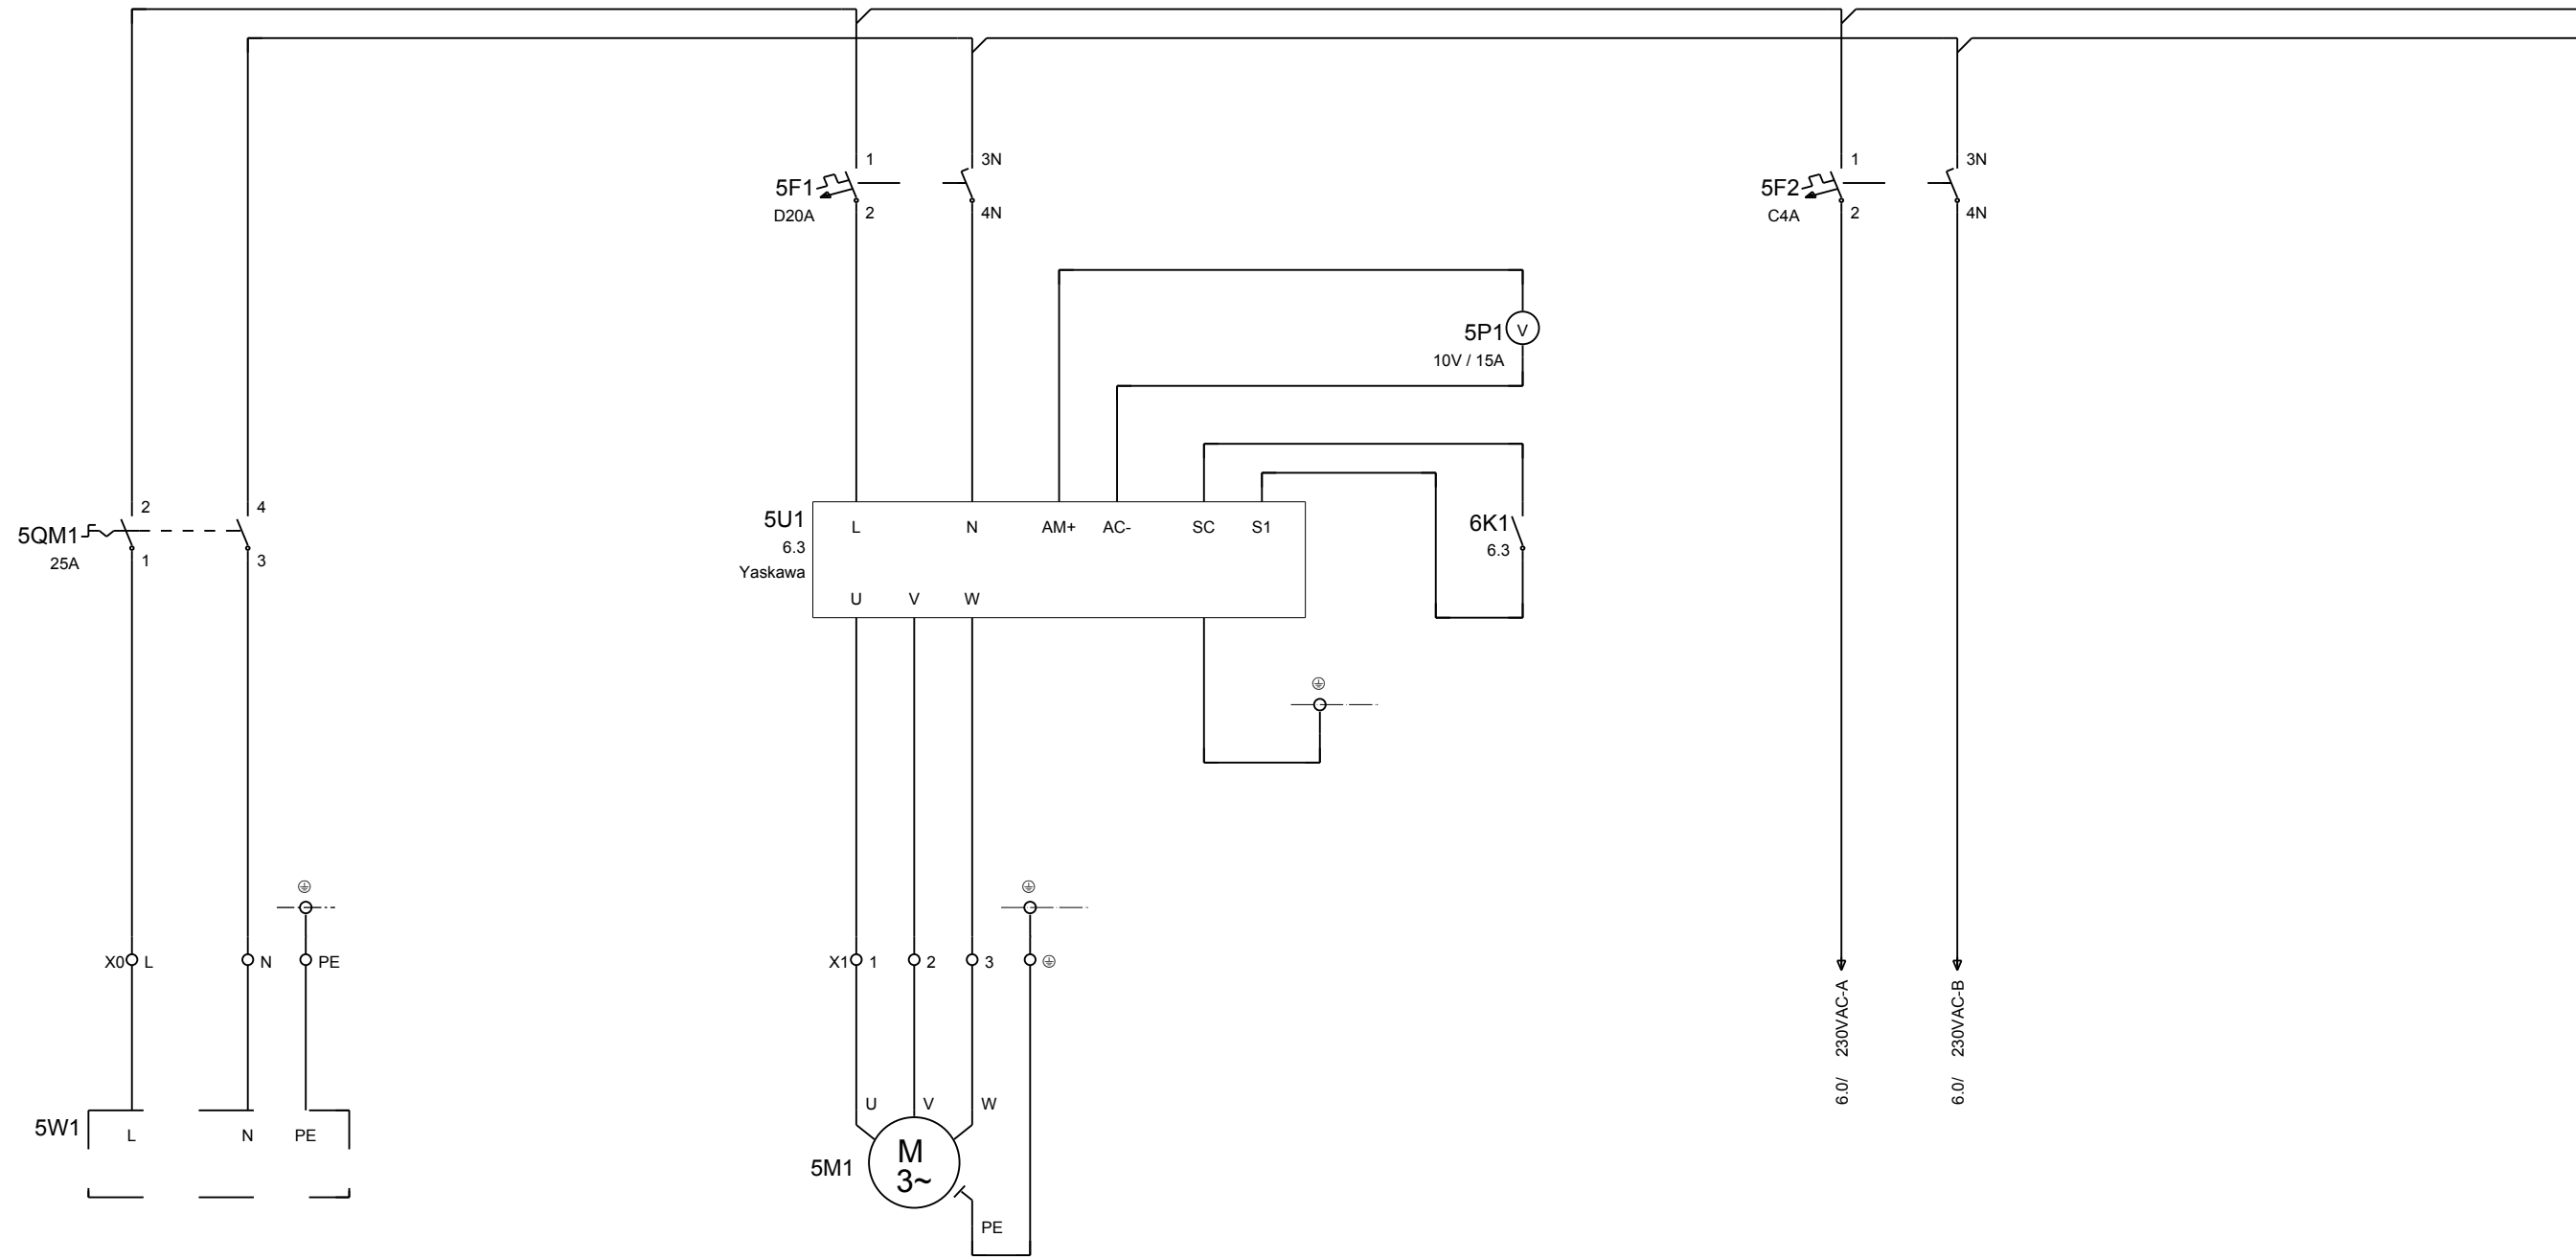 1
3N
5F1
D20A
2
4N
1
3N
5F2
C4A
2
4N
5P1
V
10V / 15A
2
4
5QM1
25A
1
3
5U1
6.3
Yaskawa
L
N
AM+
AC-
SC
S1
U
V
W
6K1
6.3
X0
L
N
PE
X1
1
2
3
230VAC-A
6.0/
230VAC-B
6.0/
5W1
L
N
PE
U
V
W
5M1
M
3~
PE